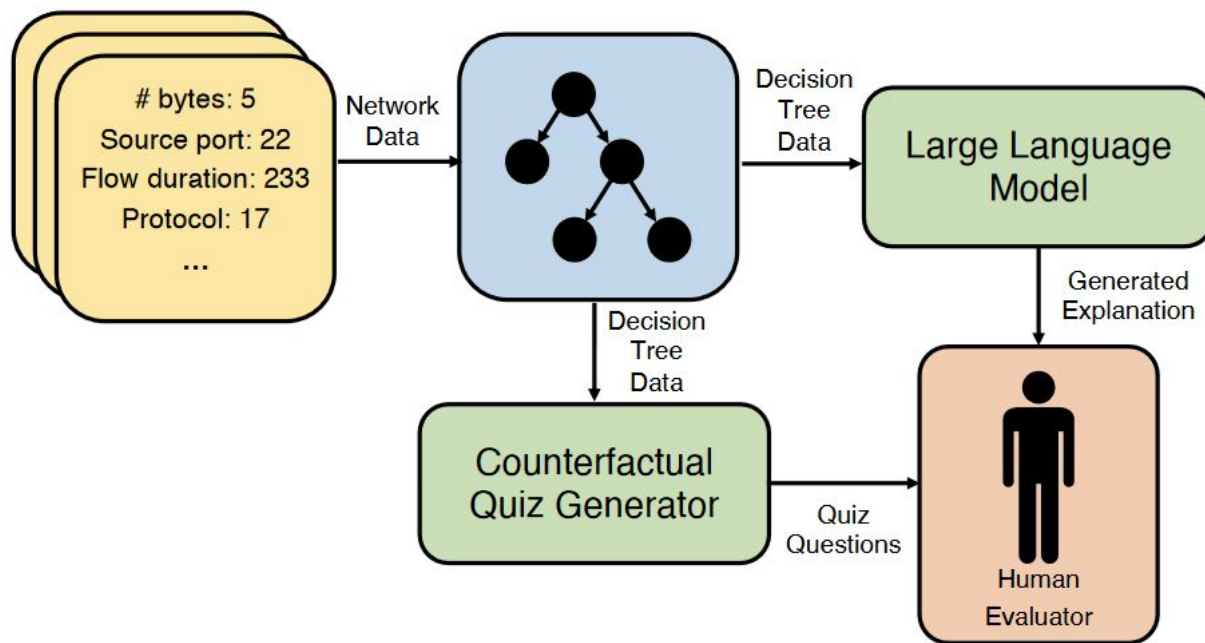 # bytes: 5
Source port: 22
Flow duration: 233
Protocol: 17
...
Network
Data
Decision
Tree
Data
Large Language
Model
Generated
Explanation
Decision
Tree
Data
Counterfactual
Quiz Generator
Quiz
Questions
Human
Evaluator